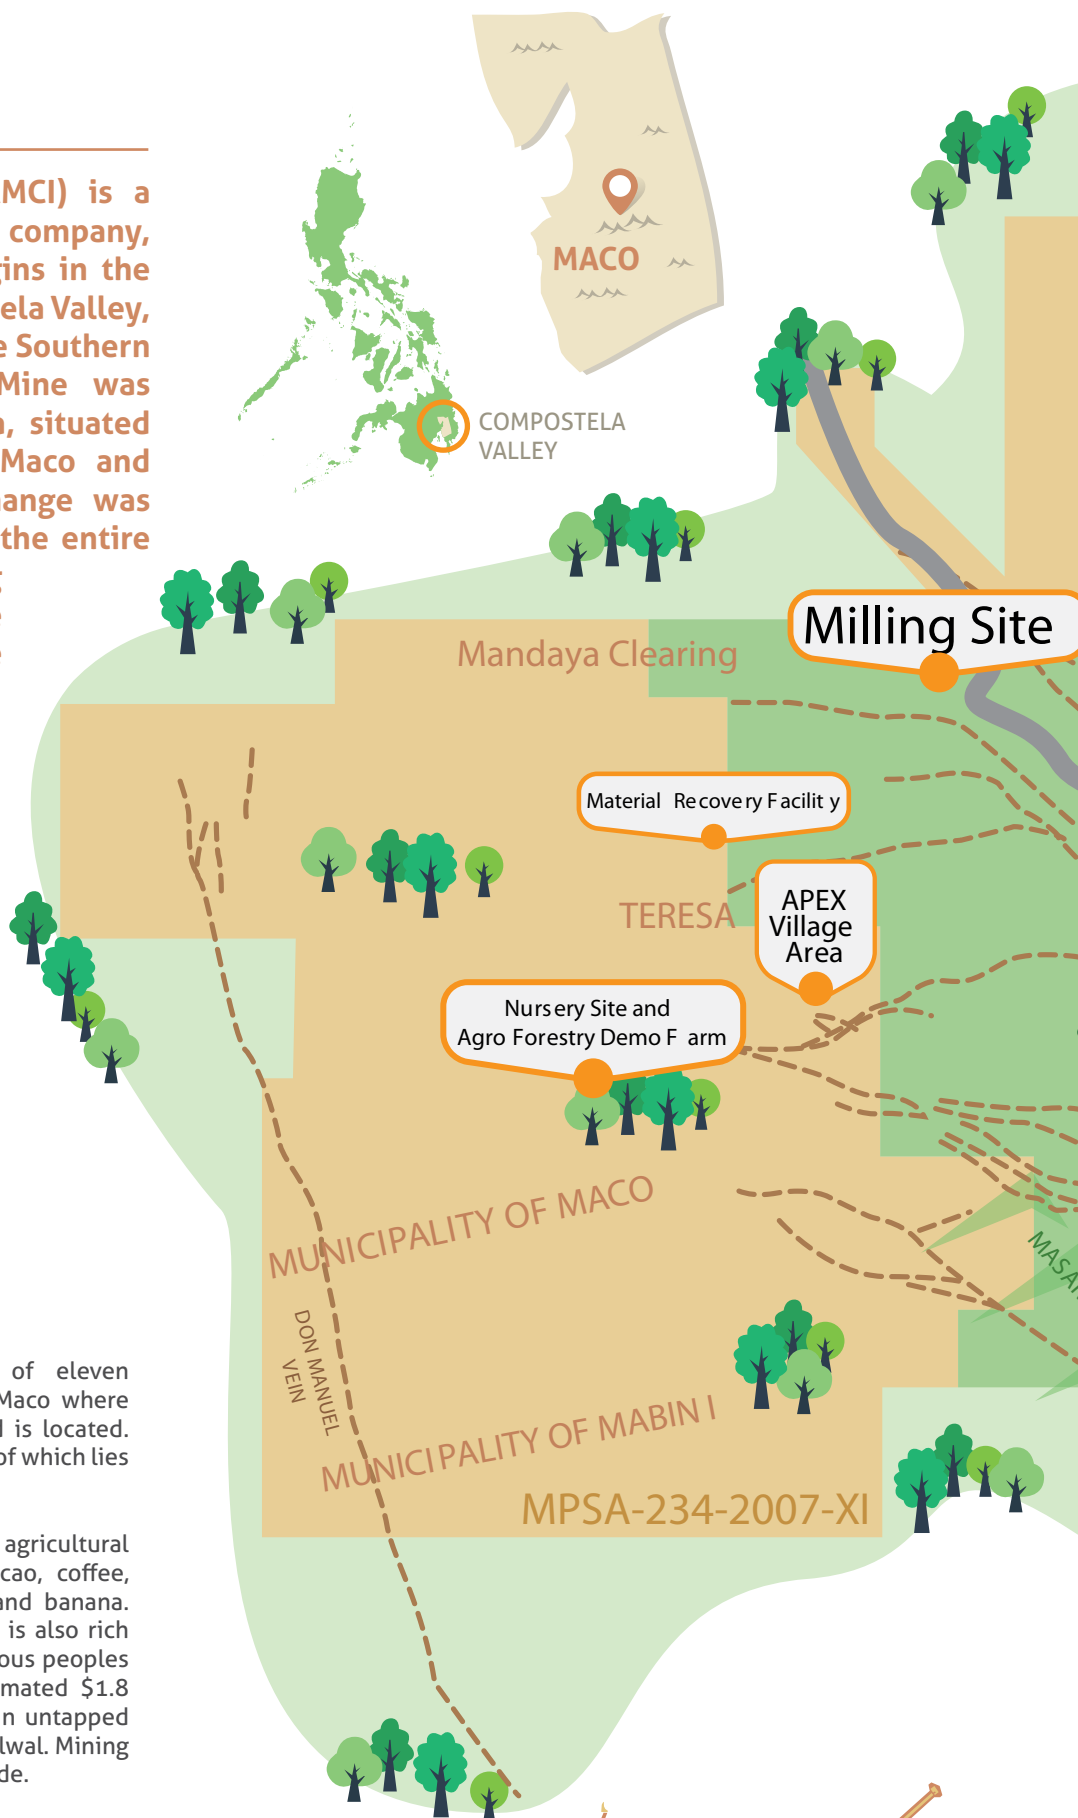 MCI) is a
company,
gins in the
ela Valley,
e Southern
Mine was
, situated
Maco and
ange was
the entire
MACO
COMPOSTELA
VALLEY
Milling Site
Mandaya Clearing
Material Recovery Facility
APEX
Village
Area
TERESA
Nursery Site and
Agro Forestry Demo Farm
MUNICIPALITY OF MACO
DON MANUEL
VEIN
MUNICIPALITY OF MABINI
MPSA-234-2007-XI
MASA
of eleven
Maco where
is located.
of which lies
agricultural
cao, coffee,
and banana.
is also rich
ous peoples
mated $1.8
n untapped
lwal. Mining
de.